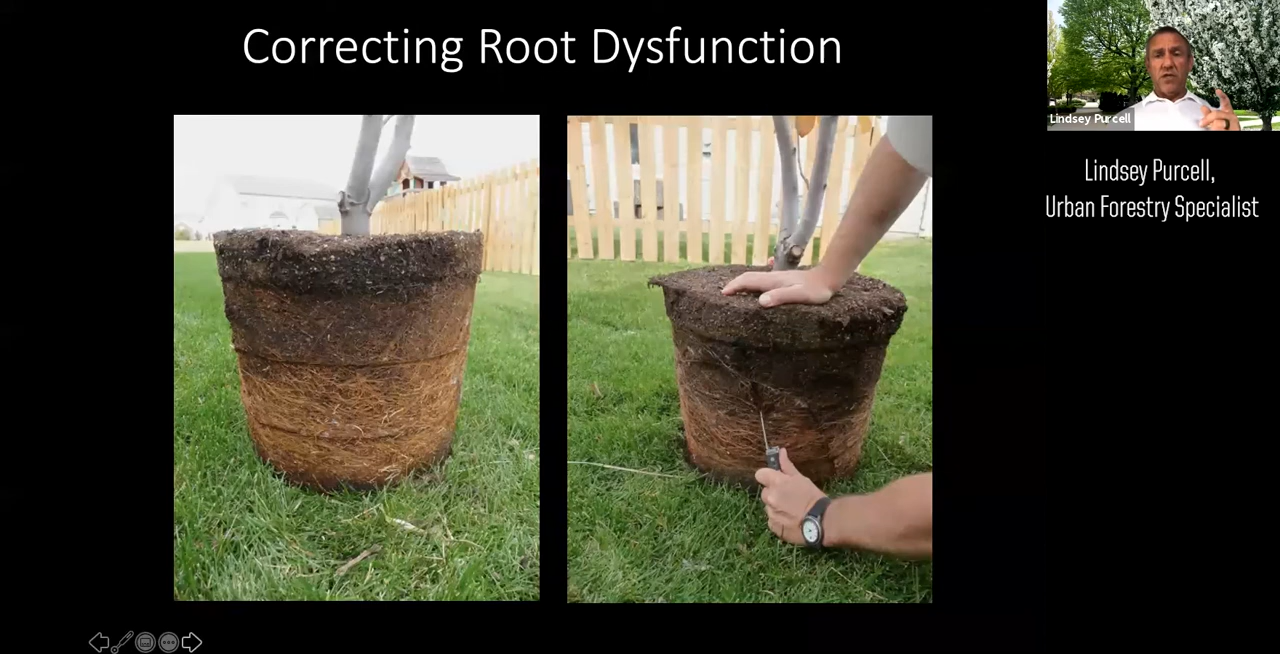 Correcting Root Dysfunction
Lindsey Purcell
Lindsey Purcell,
Urban Forestry Specialist